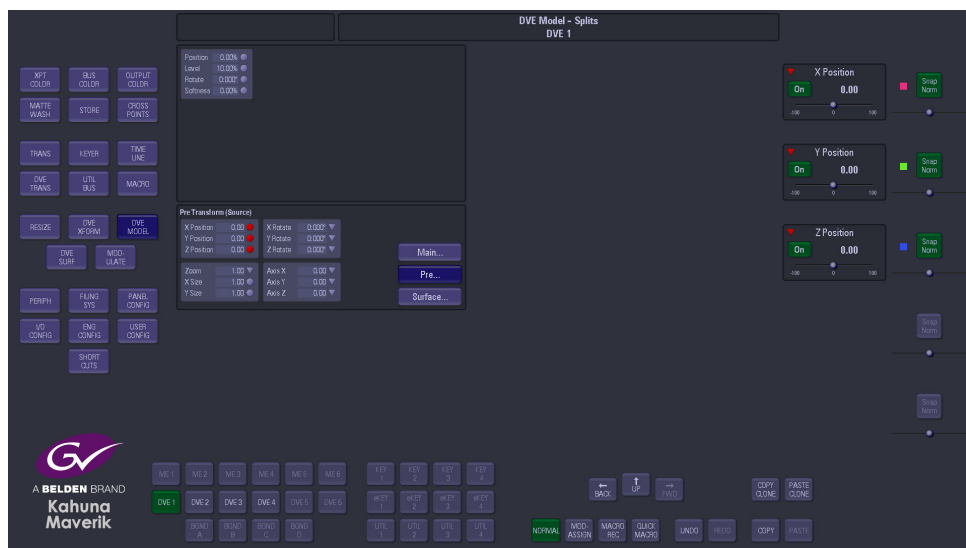 DVE Model - Splits
DVE 1
Position 0.00%
Level 10.00%
Rotate 0.000°
Softness 0.00%
XPT COLOR
BUS COLOR
OUTPUT COLOR
MATTE WASH
STORE
CROSS POINTS
TRANS
KEYER
TIME LINE
DVE TRANS
UTIL BUS
MACRO
RESIZE
DVE XFORM
DVE MODEL
DVE SURF
MOD- ULATE
PERIPH
FILING SYS
PANEL CONFIG
I/O CONFIG
ENG CONFIG
USER CONFIG
SHORT CUTS
Pre Transform (Source)
X Position 0.00 X Rotate 0.000°
Y Position 0.00 Y Rotate 0.000°
Z Position 0.00 Z Rotate 0.000°
Zoom 1.00 Axis X 0.00
X Size 1.00 Axis Y 0.00
Y Size 1.00 Axis Z 0.00
Main...
Pre...
Surface...
X Position
On 0.00
-100 0 100
Snap Norm
Y Position
On 0.00
-100 0 100
Snap Norm
Z Position
On 0.00
-100 0 100
Snap Norm
Snap Norm
Snap Norm
GV
A BELDEN BRAND
Kahuna
Maverik
ME 1 ME 2 ME 3 ME 4 ME 5 ME 6
DVE 1 DVE 2 DVE 3 DVE 4 DVE 5 DVE 6
BGND A BGND B BGND C BGND D
KEY 1 KEY 2 KEY 3 KEY 4
eKEY 1 eKEY 2 eKEY 3 eKEY 4
UTIL 1 UTIL 2 UTIL 3 UTIL 4
← BACK ↑ UP → FWD
COPY CLONE PASTE CLONE
NORMAL MOD- ASSIGN MACRO REC QUICK MACRO UNDO REDO COPY PASTE